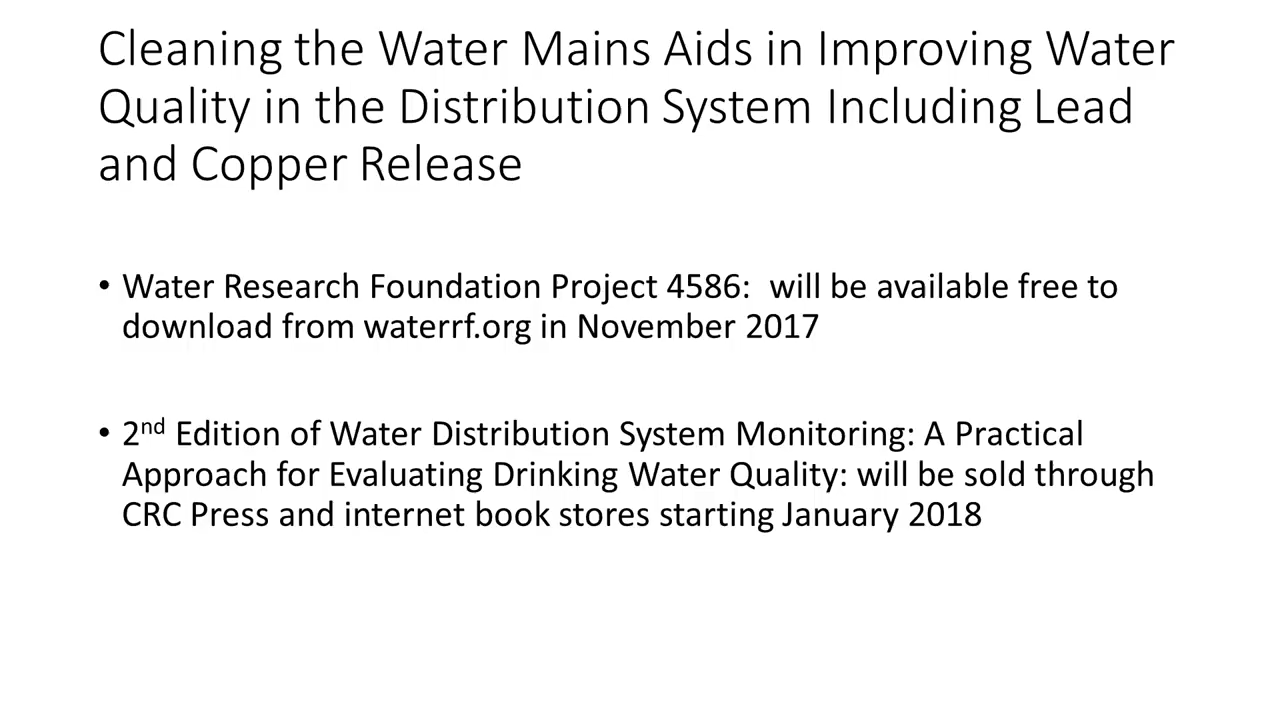 Cleaning the Water Mains Aids in Improving Water
Quality in the Distribution System Including Lead
and Copper Release
• Water Research Foundation Project 4586:  will be available free to
download from waterrf.org in November 2017
• 2nd Edition of Water Distribution System Monitoring: A Practical
Approach for Evaluating Drinking Water Quality: will be sold through
CRC Press and internet book stores starting January 2018